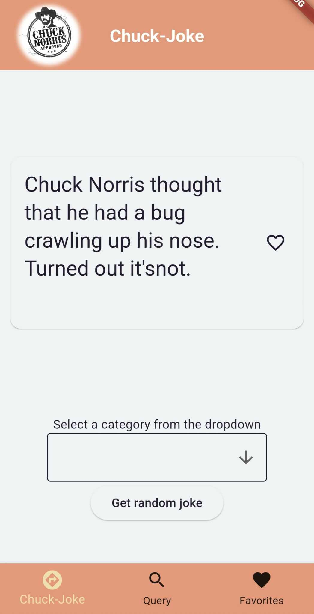 CHUCK
NORRIS
Chuck-Joke
Chuck Norris thought
that he had a bug
crawling up his nose.
Turned out it'snot.
Select a category from the dropdown
Get random joke
Chuck-Joke
Query
Favorites